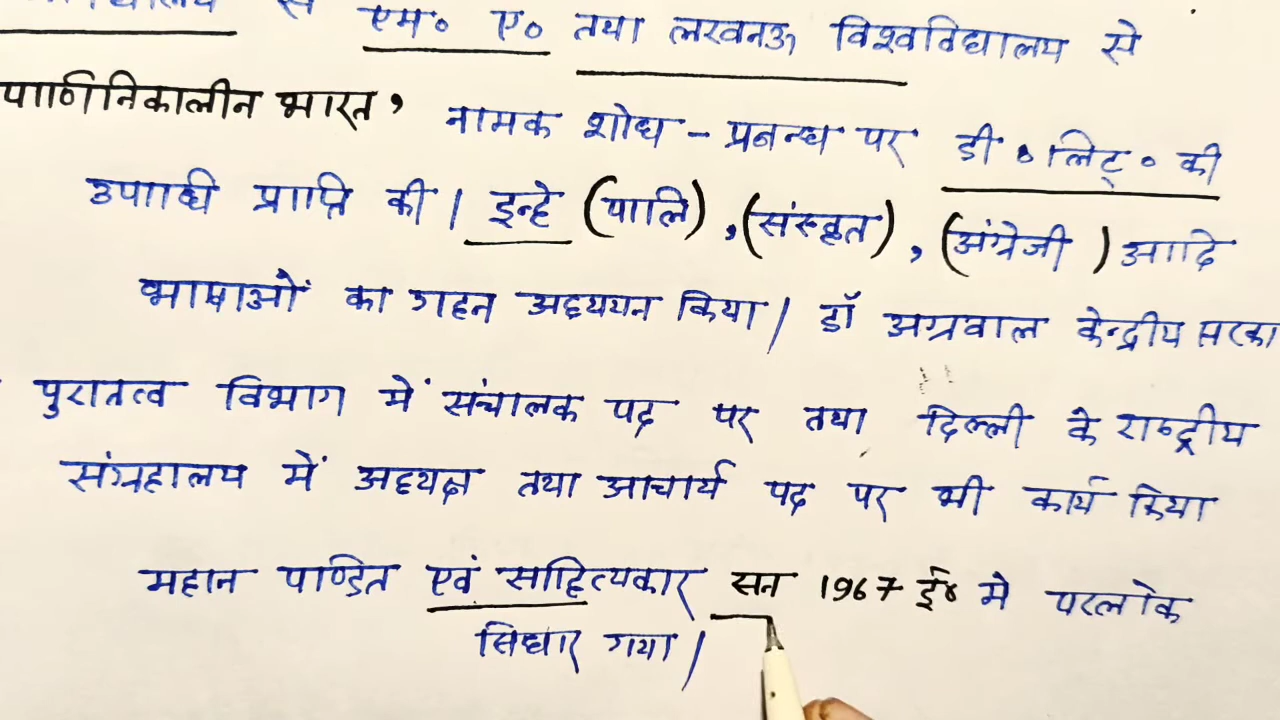 से एम० ए० तथा लखनऊ विश्वविद्यालय से
पाणिनिकालीन भारत' नामक शोध - प्रबन्ध पर डी० लिट्० की
उपाधि प्राप्ति की। इन्हे (पालि), (संस्कृत), (अंग्रेजी) आदि
भाषाओं का गहन अध्ययन किया। डॉ अग्रवाल केन्द्रीय सरका
पुरातत्व विभाग में संचालक पद पर तथा दिल्ली के राष्ट्रीय
संग्रहालय में अध्यक्ष तथा आचार्य पद पर भी कार्य किया
महान पाण्डित एवं साहित्यकार सन 1967 ई० मे परलोक
सिधार गया।